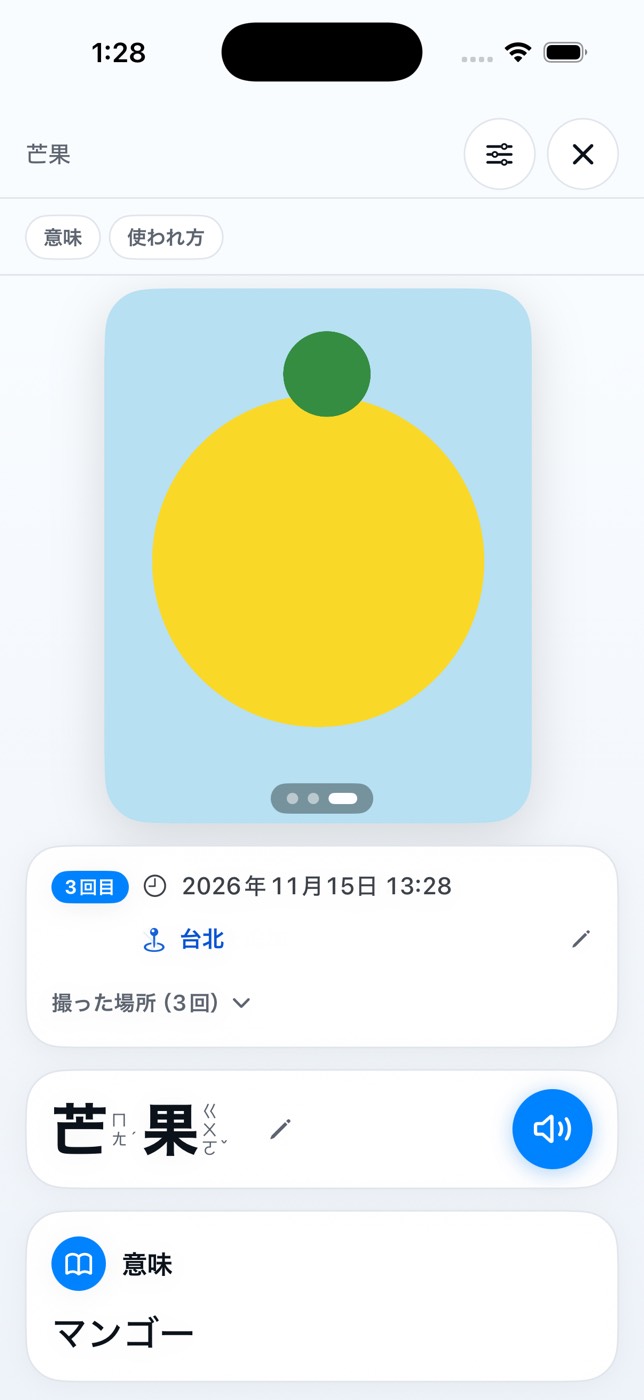 1:28
芒果
意味
使われ方
3回目 2026年11月15日 13:28
台北
撮った場所 (3回)
芒ㄇㄤˊ果ㄍㄨㄛˇ
意味
マンゴー